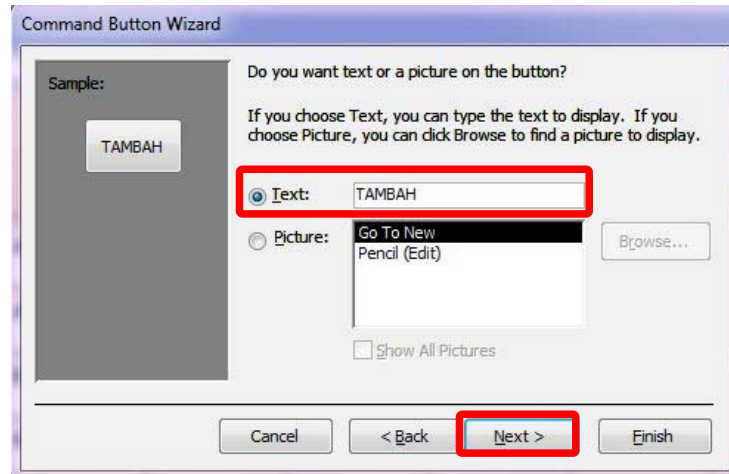 Command Button Wizard
Sample:
TAMBAH
Do you want text or a picture on the button?
If you choose Text, you can type the text to display. If you
choose Picture, you can click Browse to find a picture to display.
Text:
TAMBAH
Picture:
Go To New
Pencil (Edit)
Browse...
Show All Pictures
Cancel
< Back
Next >
Finish